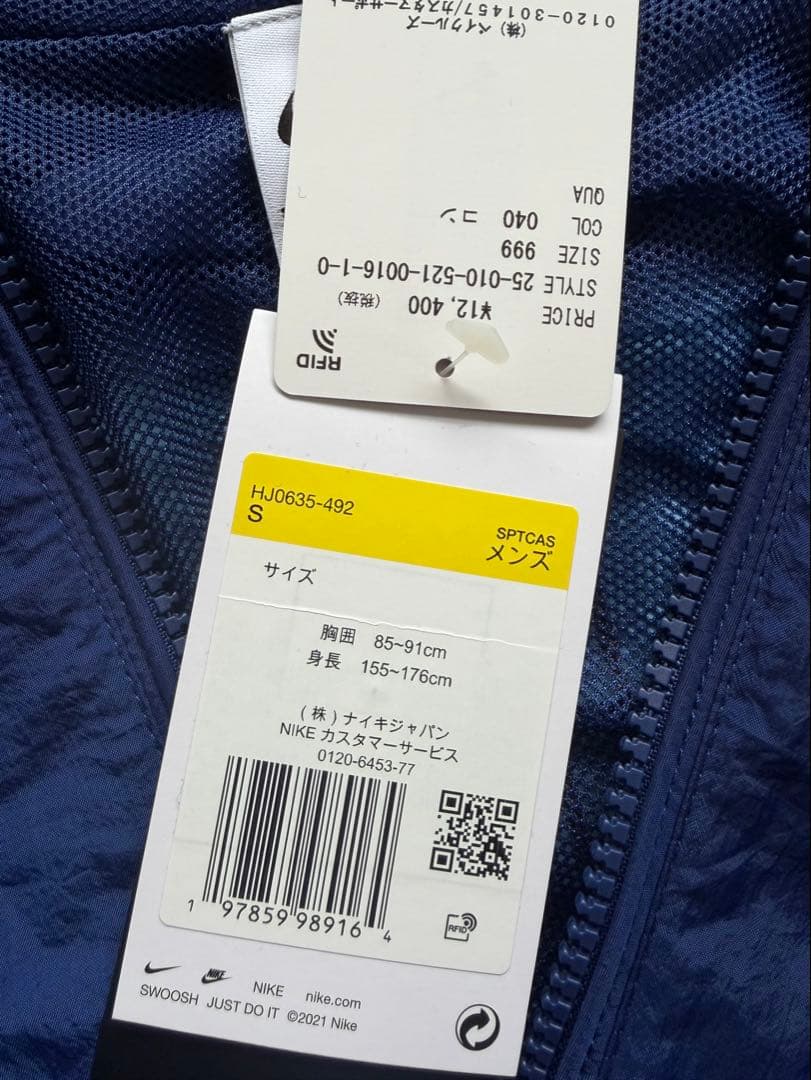 0120-301457/カスタマーサポート
(株) ベイクルーズ
QUA
COL 040 コン
SIZE 999
STYLE 25-010-521-0016-1-0
PRICE ¥12,400 (税抜)
RFID
HJ0635-492
S
SPTCAS
メンズ
サイズ
胸囲 85~91cm
身長 155~176cm
(株)ナイキジャパン
NIKE カスタマーサービス
0120-6453-77
1 97859 98916 4
RFID
NIKE NIKE nike.com
SWOOSH JUST DO IT ©2021 Nike